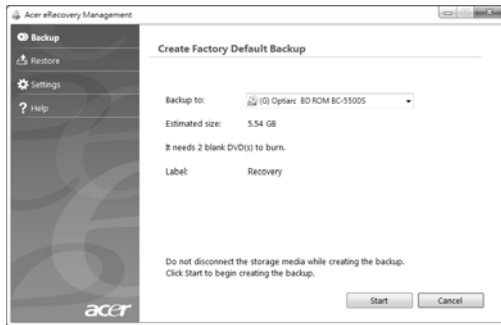 Acer eRecovery Management
Backup
Restore
Settings
? Help
Create Factory Default Backup
Backup to: (G) Optiarc BD ROM BC-5500S
Estimated size: 5.54 GB
It needs 2 blank DVD(s) to burn.
Label: Recovery
Do not disconnect the storage media while creating the backup.
Click Start to begin creating the backup.
Start Cancel
acer